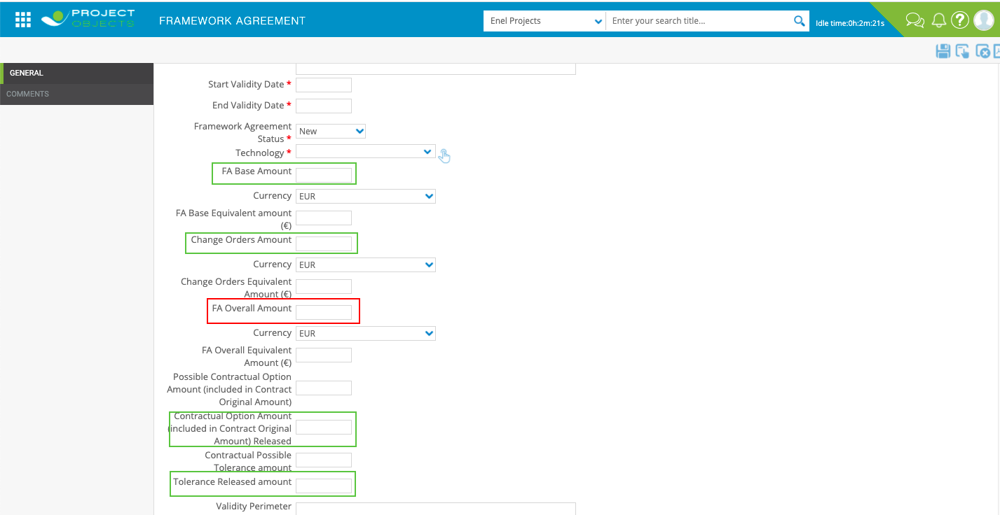 PROJECT
OBJECTS
FRAMEWORK AGREEMENT
Enel Projects
Enter your search title...
Idle time:0h:2m:21s
?
GENERAL
COMMENTS
Start Validity Date *
End Validity Date *
Framework Agreement
Status *
New
Technology *
FA Base Amount
Currency
EUR
FA Base Equivalent amount
(€)
Change Orders Amount
Currency
EUR
Change Orders Equivalent
Amount (€)
FA Overall Amount
Currency
EUR
FA Overall Equivalent
Amount (€)
Possible Contractual Option
Amount (included in Contract
Original Amount)
Contractual Option Amount
(included in Contract Original
Amount) Released
Contractual Possible
Tolerance amount
Tolerance Released amount
Validity Perimeter